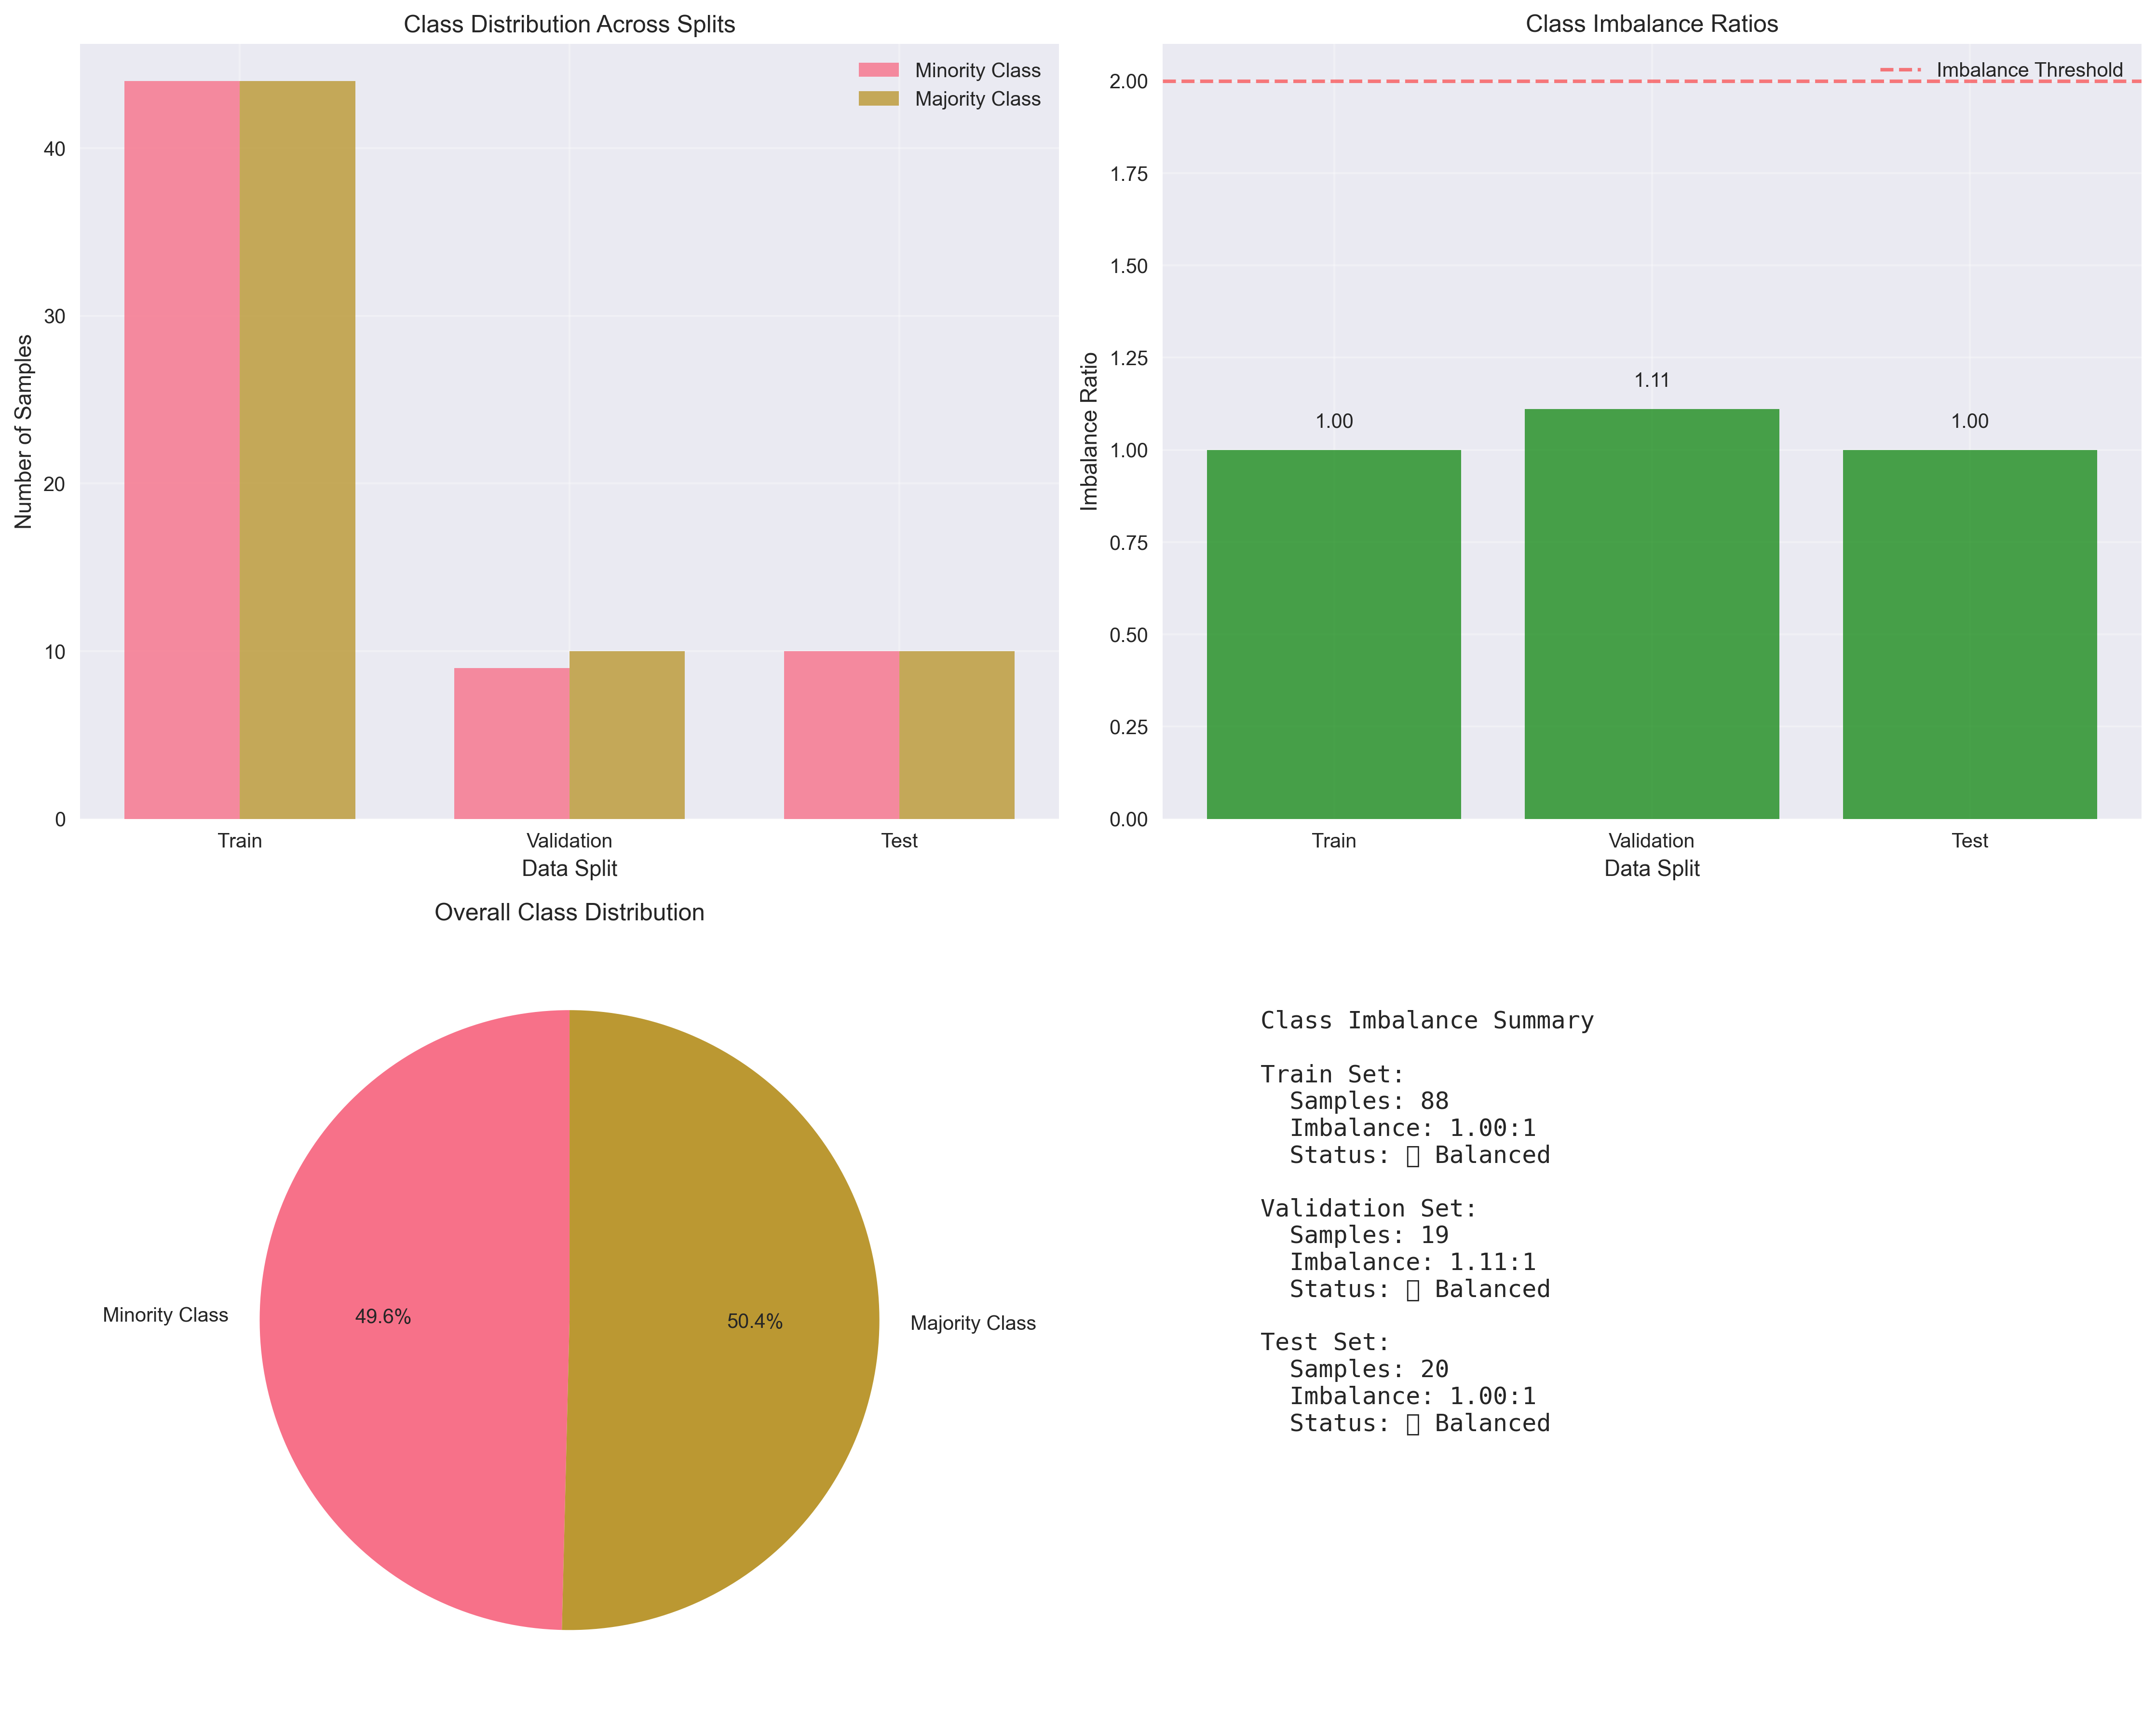 Class Distribution Across Splits
Minority Class
Majority Class
Number of Samples
40
30
20
10
0
Train
Validation
Test
Data Split
Class Imbalance Ratios
Imbalance Threshold
Imbalance Ratio
2.00
1.75
1.50
1.25
1.00
0.75
0.50
0.25
0.00
1.00
1.11
1.00
Train
Validation
Test
Data Split
Overall Class Distribution
Minority Class
49.6%
50.4%
Majority Class
Class Imbalance Summary
Train Set:
Samples: 88
Imbalance: 1.00:1
Status: ▯ Balanced
Validation Set:
Samples: 19
Imbalance: 1.11:1
Status: ▯ Balanced
Test Set:
Samples: 20
Imbalance: 1.00:1
Status: ▯ Balanced